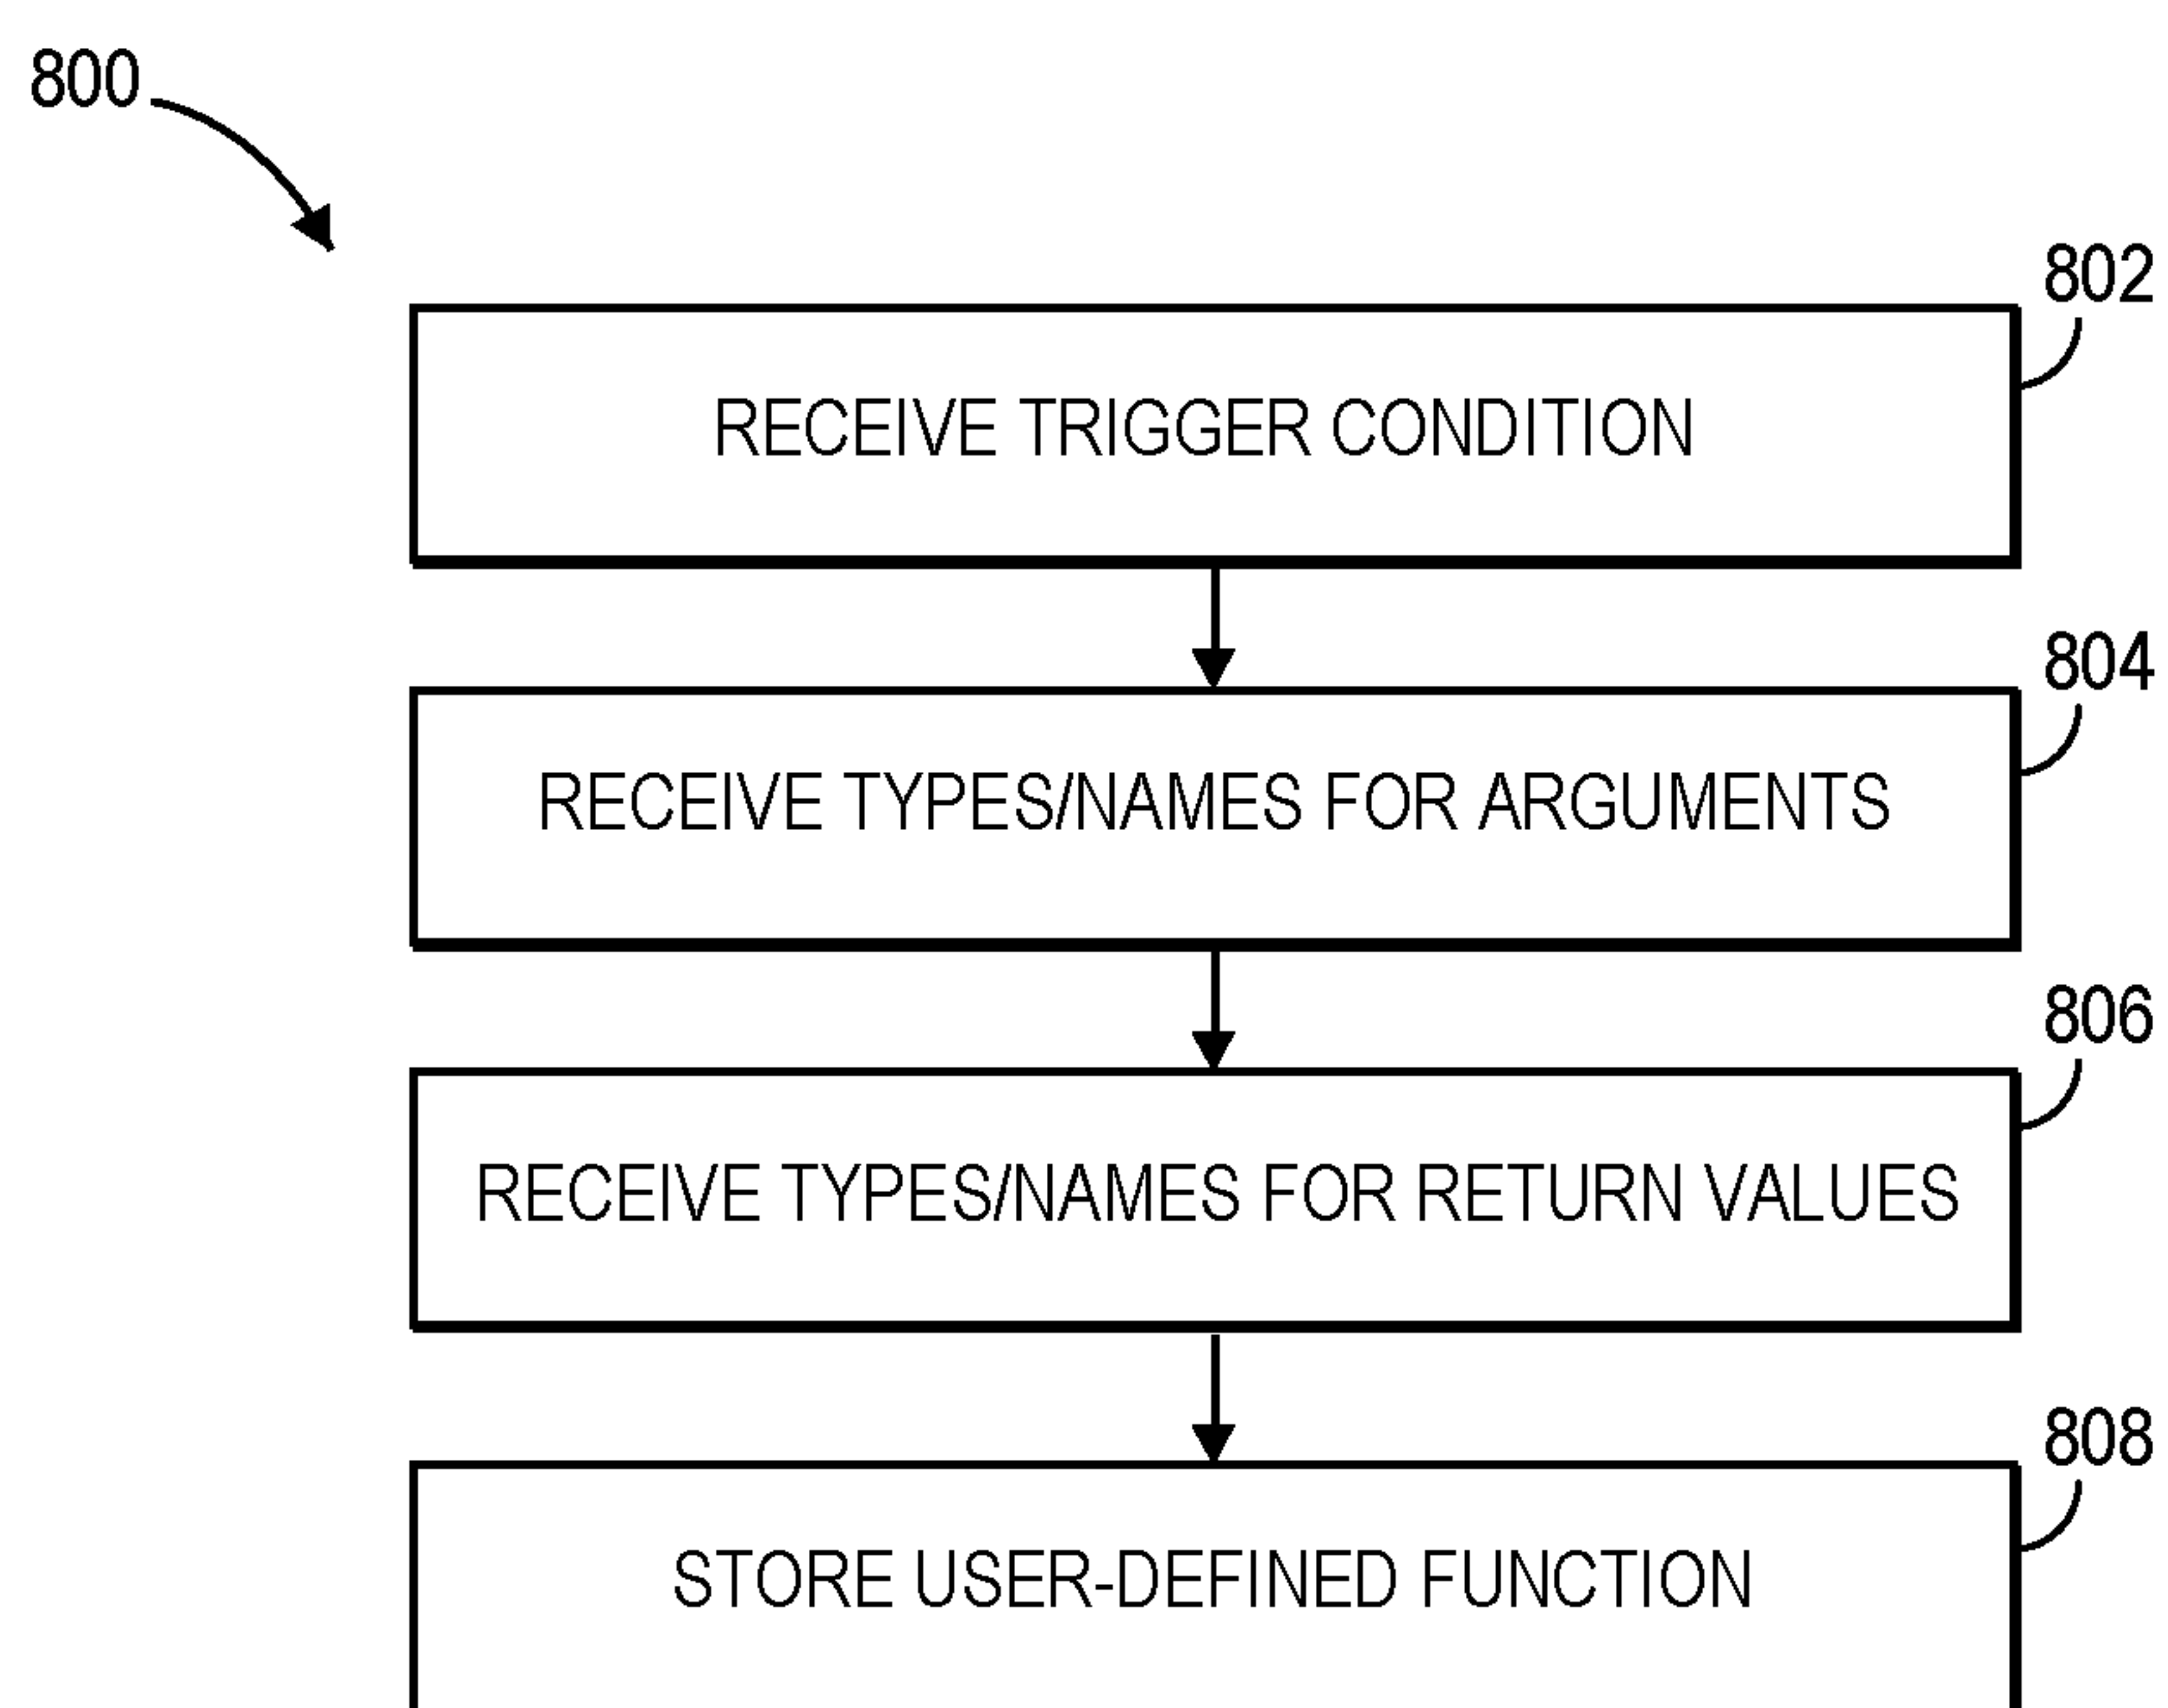 800
802
RECEIVE TRIGGER CONDITION
804
RECEIVE TYPES/NAMES FOR ARGUMENTS
806
RECEIVE TYPES/NAMES FOR RETURN VALUES
808
STORE USER-DEFINED FUNCTION